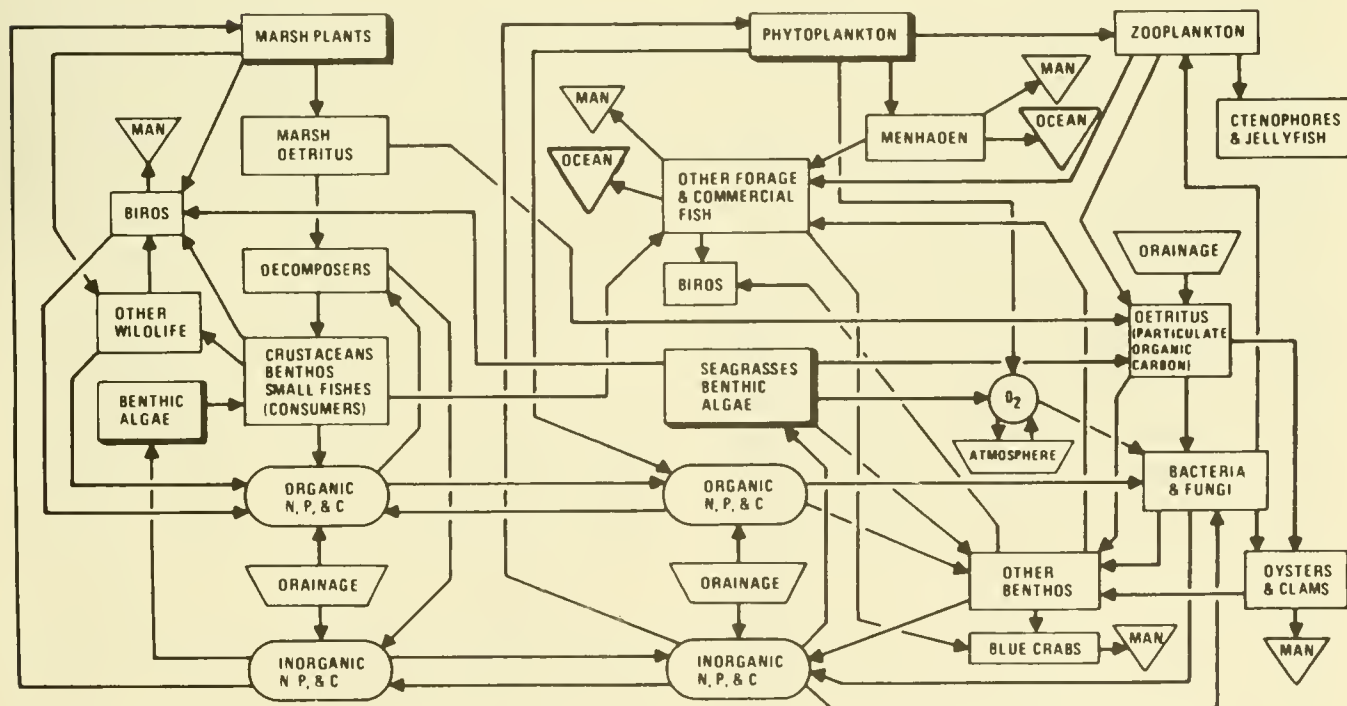 MARSH PLANTS
PHYTOPLANKTON
ZOOPLANKTON
MAN
MAN
MAN
OCEAN
CTENOPHORES
& JELLYFISH
MARSH
OETRITUS
MENHAOEN
OCEAN
OTHER FORAGE
& COMMERCIAL
FISH
BIROS
DECOMPOSERS
BIROS
ORAINAGE
OTHER
WILOLIFE
OETRITUS
(PARTICULATE
ORGANIC
CARBON)
CRUSTACEANS
BENTHOS
SMALL FISHES
(CONSUMERS)
SEAGRASSES
BENTHIC
ALGAE
BENTHIC
ALGAE
O2
ATMOSPHERE
BACTERIA
& FUNGI
ORGANIC
N, P, & C
ORGANIC
N, P, & C
ORAINAGE
ORAINAGE
OTHER
BENTHOS
OYSTERS
& CLAMS
BLUE CRABS
MAN
MAN
INORGANIC
N P, & C
INORGANIC
N, P, & C